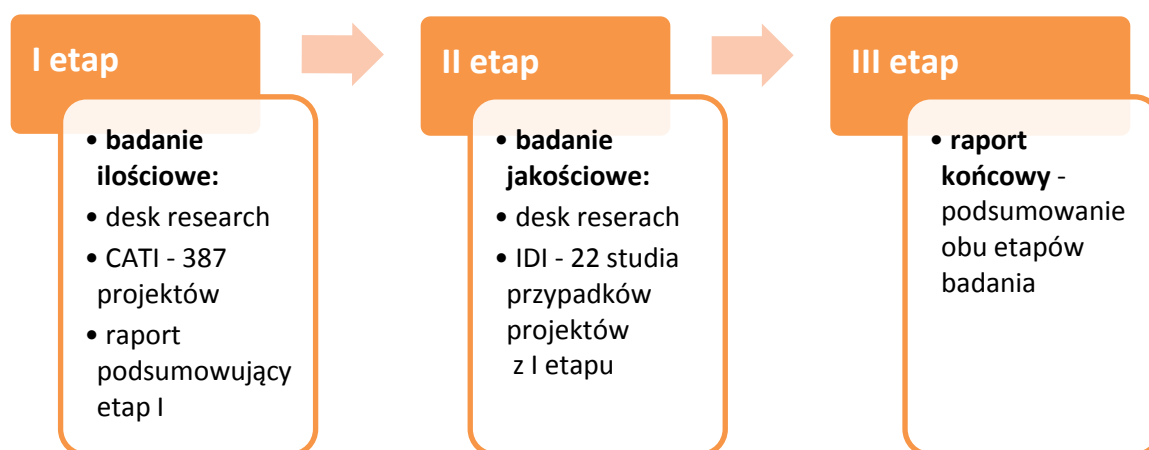 I etap
• badanie
ilościowe:
• desk research
• CATI - 387
projektów
• raport
podsumowujący
etap I
II etap
• badanie
jakościowe:
• desk reserach
• IDI - 22 studia
przypadków
projektów
z I etapu
III etap
• raport
końcowy -
podsumowanie
obu etapów
badania